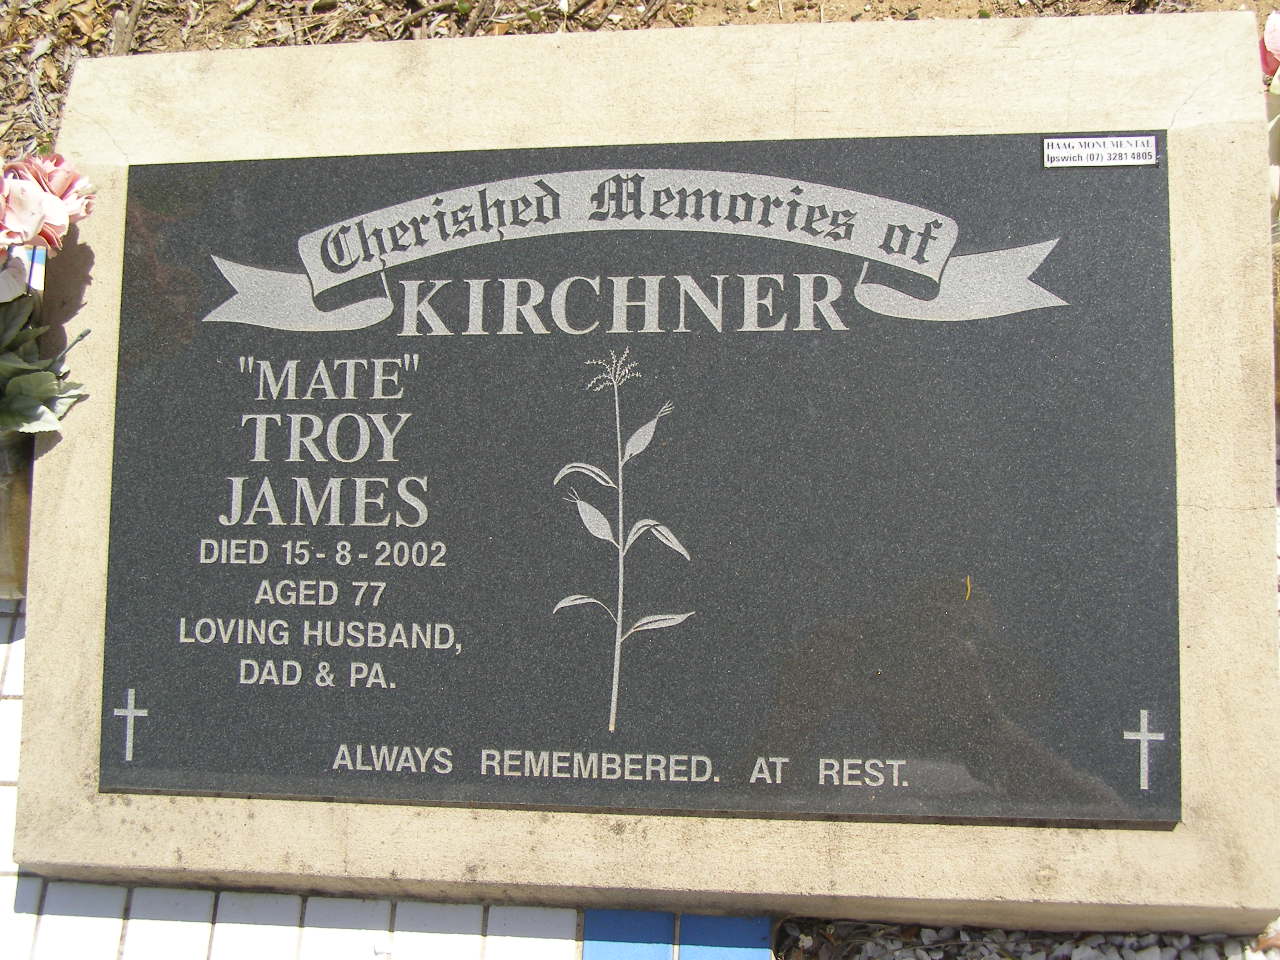 HAAG MONUMENTAL
Ipswich (07) 3281 4805
Cherished Memories of
KIRCHNER
"MATE"
TROY
JAMES
DIED 15-8-2002
AGED 77
LOVING HUSBAND,
DAD & PA.
ALWAYS REMEMBERED. AT REST.